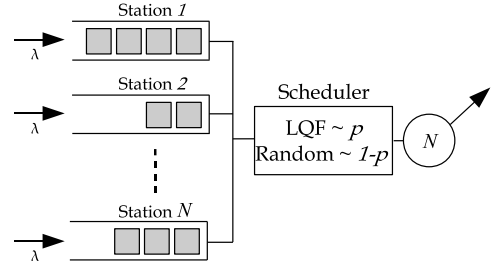 Station 1
λ
Station 2
λ
Scheduler
LQF ~ p
Random ~ 1-p
N
Station N
λ